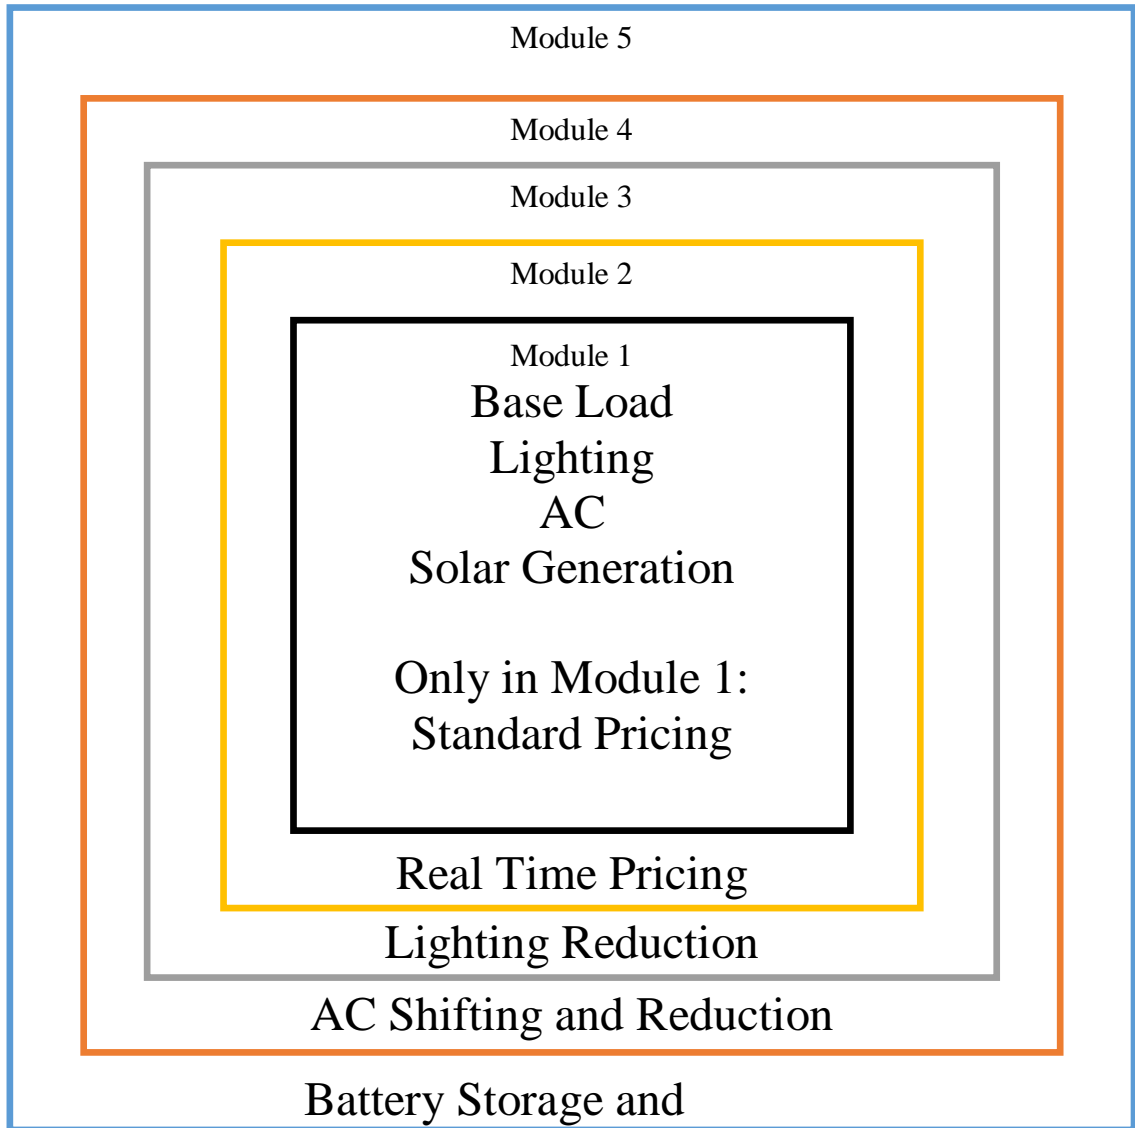 Module 5
Module 4
Module 3
Module 2
Module 1
Base Load
Lighting
AC
Solar Generation
Only in Module 1:
Standard Pricing
Real Time Pricing
Lighting Reduction
AC Shifting and Reduction
Battery Storage and